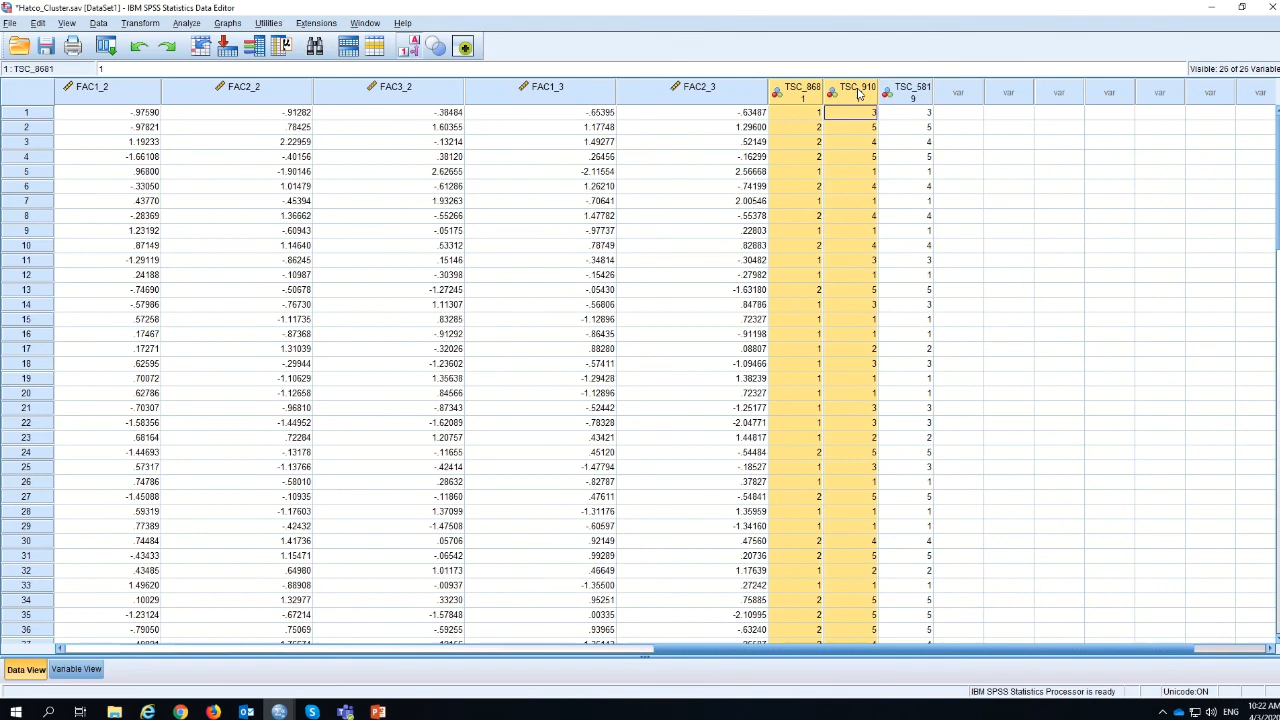 *Hatco_Cluster.sav [DataSet1] - IBM SPSS Statistics Data Editor
File Edit View Data Transform Analyze Graphs Utilities Extensions Window Help
1 : TSC_8681 1 Visible: 26 of 26 Variable
FAC1_2 FAC2_2 FAC3_2 FAC1_3 FAC2_3 TSC_8681 TSC_910 TSC_5819 var var var var var var var
1 -.97590 -.91282 -.38484 -.65395 -.63487 1 3 3
2 -.97821 .78425 1.60355 1.17748 1.29600 2 5 5
3 1.19233 2.22959 -.13214 1.49277 .52149 2 4 4
4 -1.66108 -.40156 .38120 .26456 -.16299 2 5 5
5 .96800 -1.90146 2.62655 -2.11554 2.56668 1 1 1
6 -.33050 1.01479 -.61286 1.26210 -.74199 2 4 4
7 .43770 -.45394 1.93263 -.70641 2.00546 1 1 1
8 -.28369 1.36662 -.55266 1.47782 -.55378 2 4 4
9 1.23192 -.60943 -.05175 -.97737 .22803 1 1 1
10 .87149 1.14640 .53312 .78749 .82883 2 4 4
11 -1.29119 -.86245 .15146 -.34814 -.30482 1 3 3
12 .24188 -.10987 -.30398 -.15426 -.27982 1 1 1
13 -.74690 -.50678 -1.27245 -.05430 -1.63180 2 5 5
14 -.57986 -.76730 1.11307 -.56806 .84786 1 3 3
15 .57258 -1.11735 .83285 -1.12896 .72327 1 1 1
16 .17467 -.87368 -.91292 -.86435 -.91198 1 1 1
17 .17271 1.31039 -.32026 .88280 .08807 1 2 2
18 .62595 -.29944 -1.23602 -.57411 -1.09466 1 3 3
19 .70072 -1.10629 1.35638 -1.29428 1.38239 1 1 1
20 .62786 -1.12658 .84566 -1.12896 .72327 1 1 1
21 -.70307 -.96810 -.87343 -.52442 -1.25177 1 3 3
22 -1.58356 -1.44952 -1.62089 -.78328 -2.04771 1 3 3
23 .68164 .72284 1.20757 .43421 1.44817 1 2 2
24 -1.44693 -.13178 -.11655 .45120 -.54484 2 5 5
25 .57317 -1.13766 -.42414 -1.47794 -.18527 1 3 3
26 .74786 -.58010 .28632 -.82787 .37827 1 1 1
27 -1.45088 -.10935 -.11860 .47611 -.54841 2 5 5
28 .59319 -1.17603 1.37099 -1.31176 1.35959 1 1 1
29 .77389 -.42432 -1.47508 -.60597 -1.34160 1 1 1
30 .74484 1.41736 .05706 .92149 .47560 2 4 4
31 -.43433 1.15471 -.06542 .99289 .20736 2 5 5
32 .43485 .64980 1.01173 .46649 1.17639 1 2 2
33 1.49620 -.88908 -.00937 -1.35500 .27242 1 1 1
34 .10029 1.32977 .33230 .95251 .75885 2 5 5
35 -1.23124 -.67214 -1.57848 .00335 -2.10995 2 5 5
36 -.79050 .75069 -.59255 .93965 -.63240 2 5 5
Data View Variable View
IBM SPSS Statistics Processor is ready Unicode:ON
ENG 10:22 AM